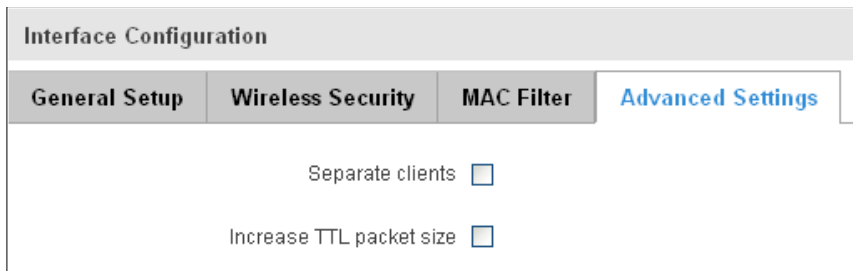 Interface Configuration
General Setup Wireless Security MAC Filter Advanced Settings
Separate clients
Increase TTL packet size